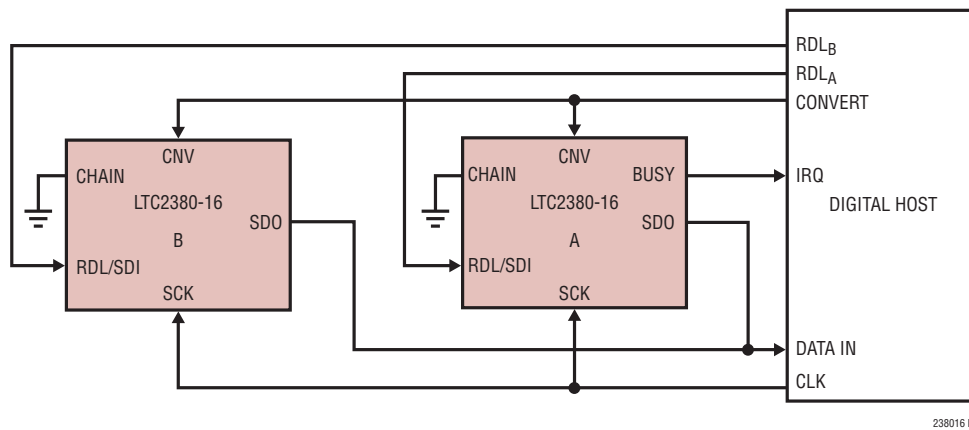 RDLB
RDLA
CONVERT
IRQ
DIGITAL HOST
DATA IN
CLK
CNV
CHAIN
LTC2380-16
B
SDO
RDL/SDI
SCK
CNV
CHAIN
BUSY
LTC2380-16
A
SDO
RDL/SDI
SCK
238016